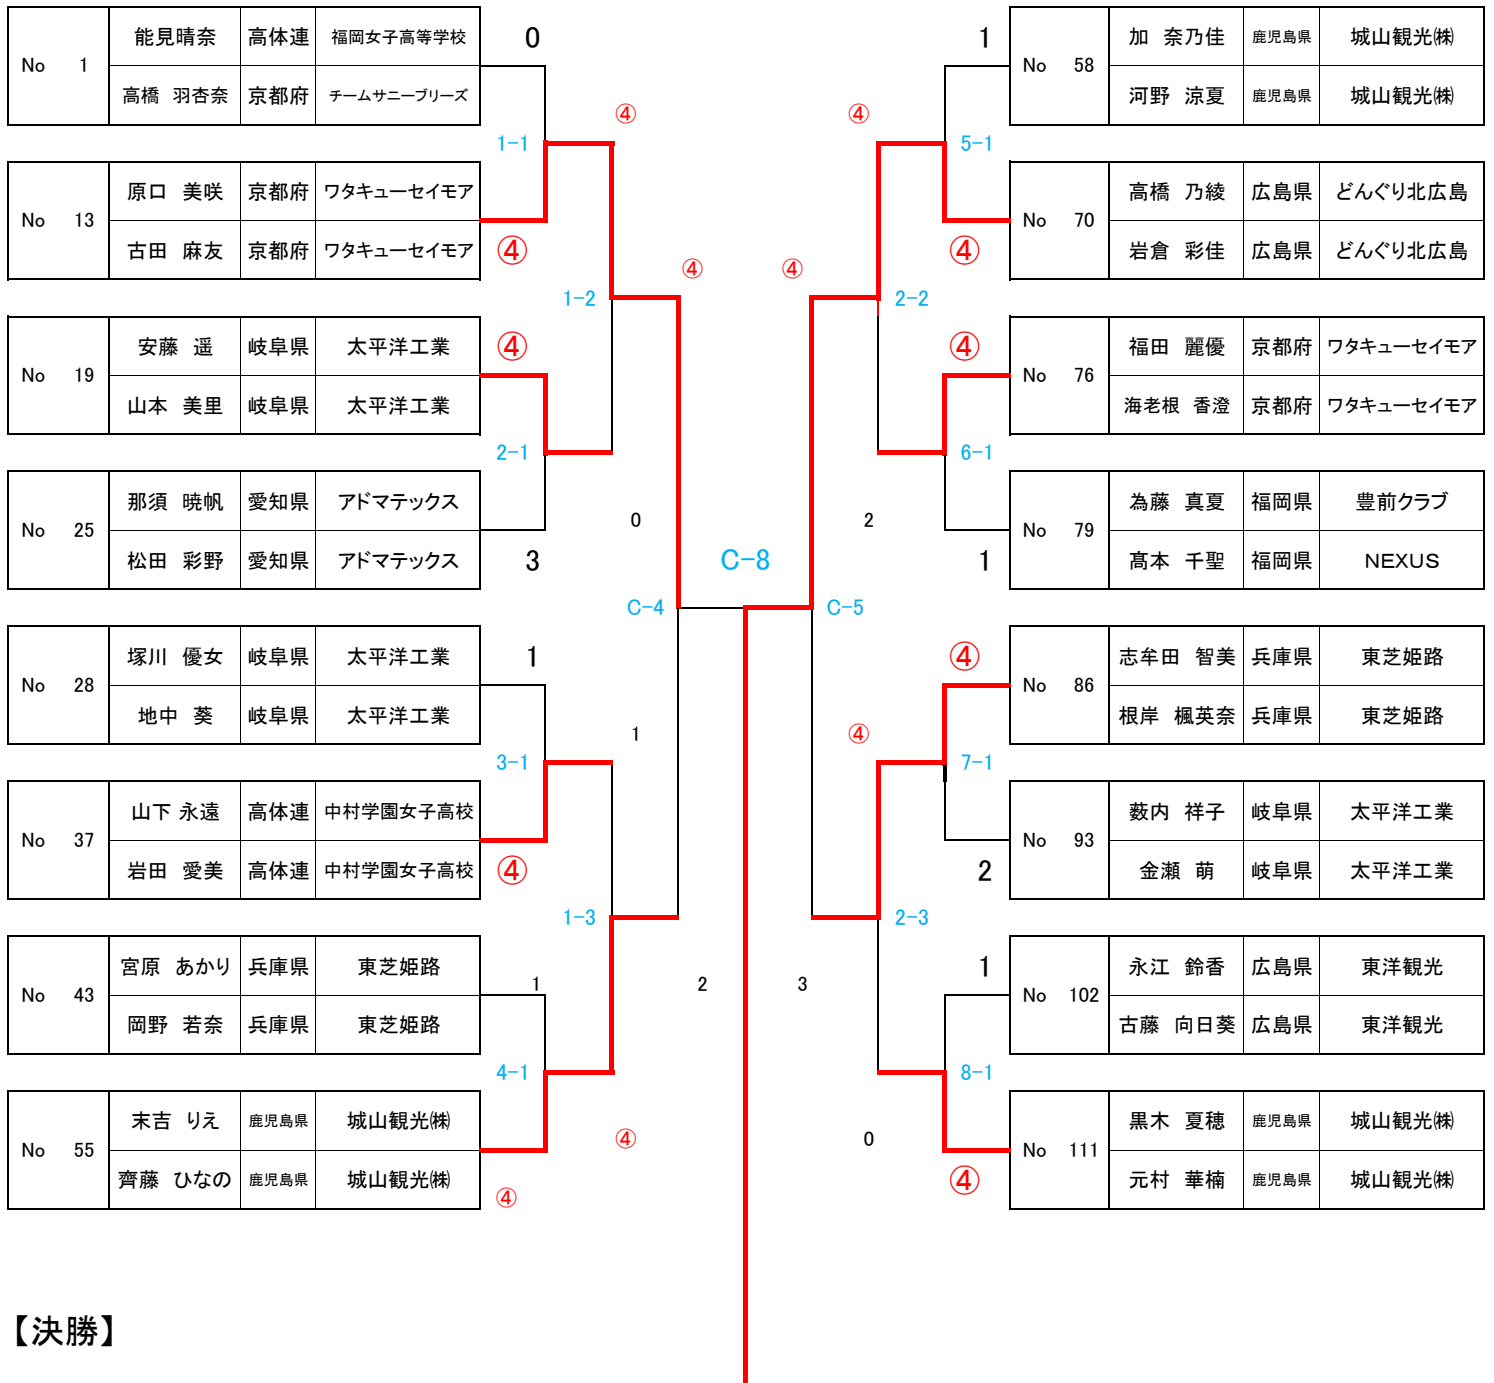 No 1 能見晴奈 高体連 福岡女子高等学校
高橋 羽杏奈 京都府 チームサニーブリーズ
0
1-1
④
No 13 原口 美咲 京都府 ワタキューセイモア
古田 麻友 京都府 ワタキューセイモア
④
1-2
④
No 19 安藤 遥 岐阜県 太平洋工業
山本 美里 岐阜県 太平洋工業
④
2-1
No 25 那須 暁帆 愛知県 アドマテックス
松田 彩野 愛知県 アドマテックス
3
0
C-4
No 28 塚川 優女 岐阜県 太平洋工業
地中 葵 岐阜県 太平洋工業
1
3-1
1
No 37 山下 永遠 高体連 中村学園女子高校
岩田 愛美 高体連 中村学園女子高校
④
1-3
No 43 宮原 あかり 兵庫県 東芝姫路
岡野 若奈 兵庫県 東芝姫路
1
2
4-1
No 55 末吉 りえ 鹿児島県 城山観光㈱
齊藤 ひなの 鹿児島県 城山観光㈱
④
④
C-8
1
No 58 加 奈乃佳 鹿児島県 城山観光㈱
河野 涼夏 鹿児島県 城山観光㈱
④
5-1
No 70 高橋 乃綾 広島県 どんぐり北広島
岩倉 彩佳 広島県 どんぐり北広島
④
④
2-2
④
No 76 福田 麗優 京都府 ワタキューセイモア
海老根 香澄 京都府 ワタキューセイモア
6-1
No 79 為藤 真夏 福岡県 豊前クラブ
髙本 千聖 福岡県 NEXUS
2
1
C-5
④
No 86 志牟田 智美 兵庫県 東芝姫路
根岸 楓英奈 兵庫県 東芝姫路
④
7-1
No 93 薮内 祥子 岐阜県 太平洋工業
金瀬 萌 岐阜県 太平洋工業
2
2-3
1
3
No 102 永江 鈴香 広島県 東洋観光
古藤 向日葵 広島県 東洋観光
8-1
0
No 111 黒木 夏穂 鹿児島県 城山観光㈱
元村 華楠 鹿児島県 城山観光㈱
④
【決勝】